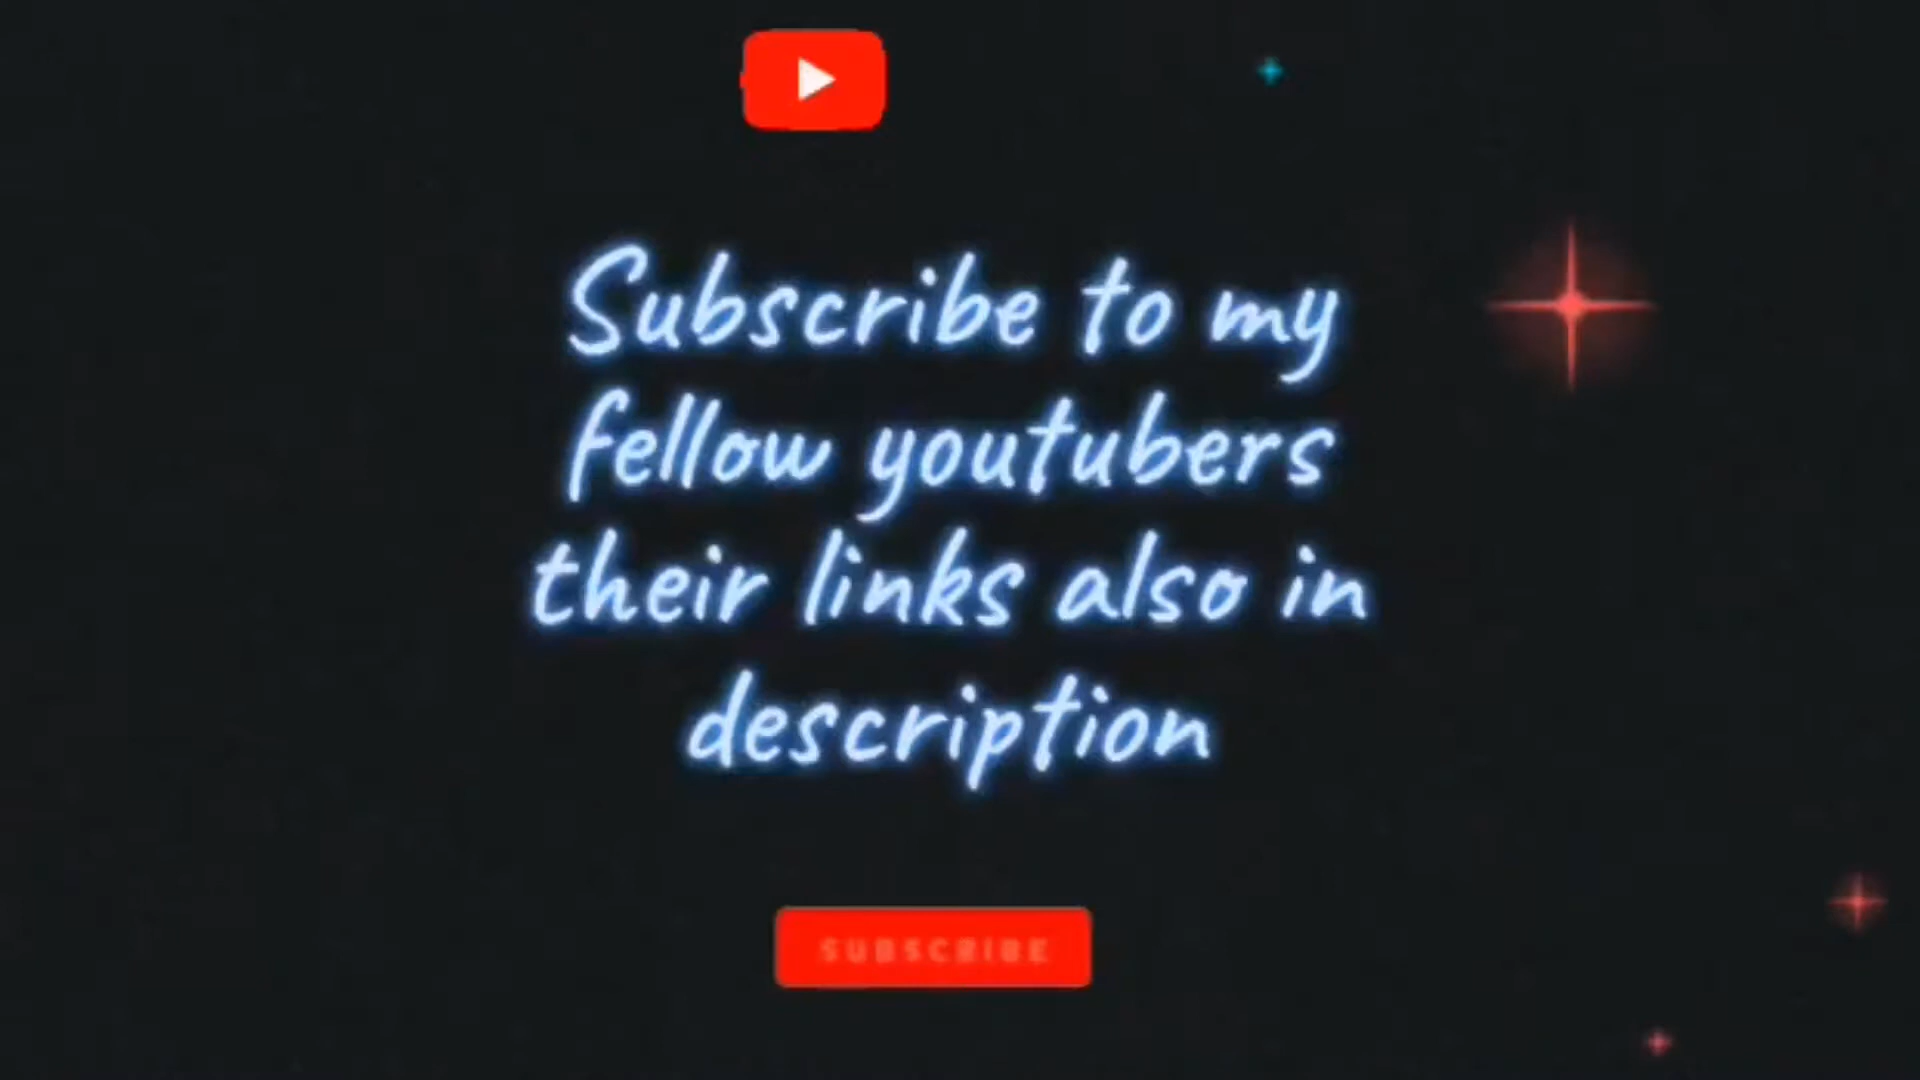 Subscribe to my
fellow youtubers
their links also in
description
SUBSCRIBE